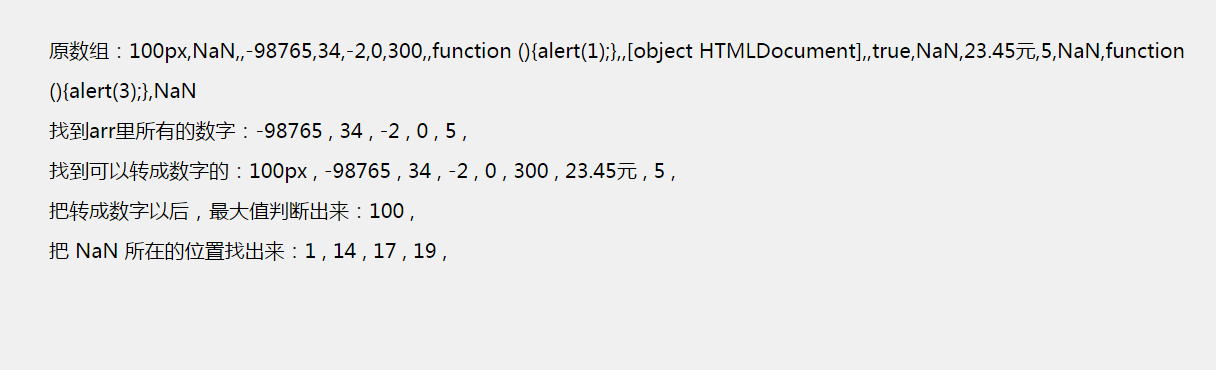 原数组：100px,NaN,,-98765,34,-2,0,300,,function (){alert(1);},,[object HTMLDocument],,true,NaN,23.45元,5,NaN,function
(){alert(3);},NaN
找到arr里所有的数字：-98765 , 34 , -2 , 0 , 5 ,
找到可以转成数字的：100px , -98765 , 34 , -2 , 0 , 300 , 23.45元 , 5 ,
把转成数字以后，最大值判断出来：100 ,
把 NaN 所在的位置找出来：1 , 14 , 17 , 19 ,